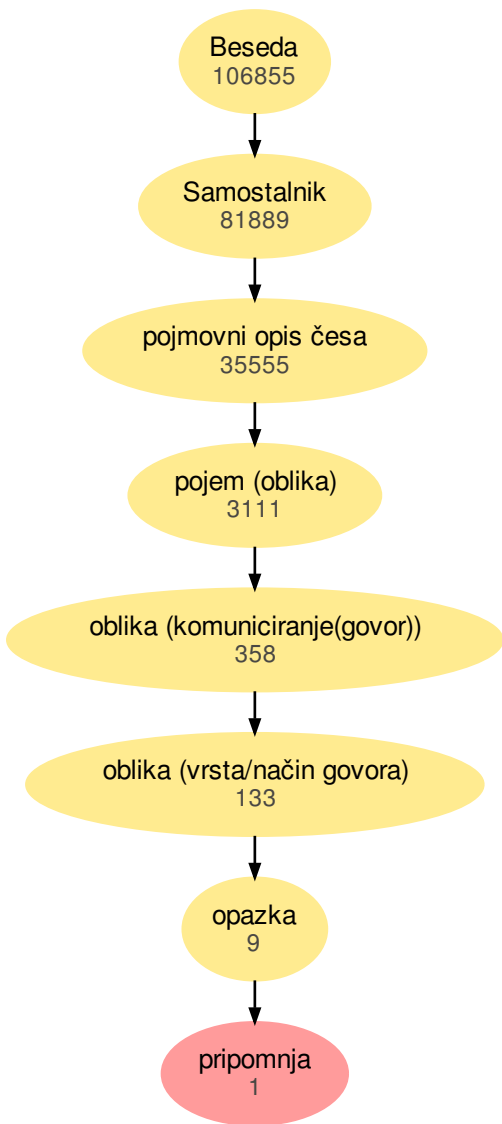 Beseda
106855
Samostalnik
81889
pojmovni opis česa
35555
pojem (oblika)
3111
oblika (komuniciranje(govor))
358
oblika (vrsta/način govora)
133
opazka
9
pripomnja
1